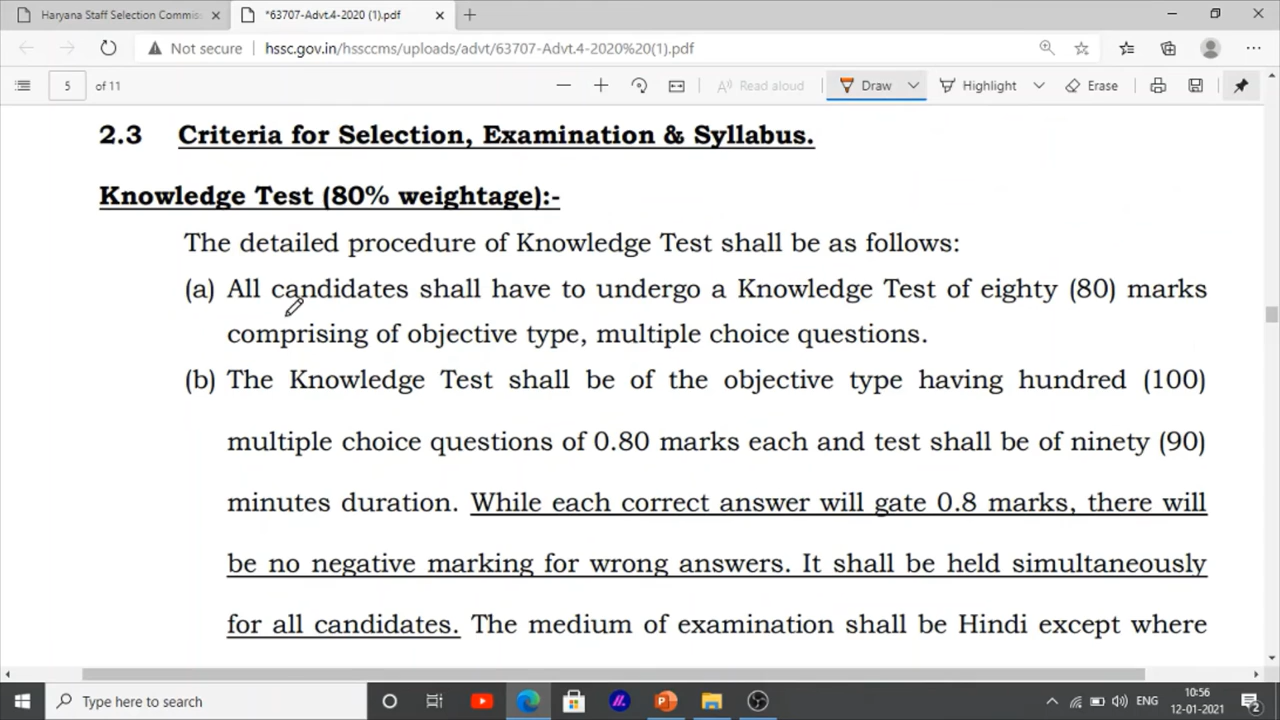 Haryana Staff Selection Commis
*63707-Advt.4-2020 (1).pdf
Not secure
hssc.gov.in/hssccms/uploads/advt/63707-Advt.4-2020%20(1).pdf
5 of 11
Read aloud
Draw
Highlight
Erase
2.3 Criteria for Selection, Examination & Syllabus.
Knowledge Test (80% weightage):-
The detailed procedure of Knowledge Test shall be as follows:
(a) All candidates shall have to undergo a Knowledge Test of eighty (80) marks
comprising of objective type, multiple choice questions.
(b) The Knowledge Test shall be of the objective type having hundred (100)
multiple choice questions of 0.80 marks each and test shall be of ninety (90)
minutes duration. While each correct answer will gate 0.8 marks, there will
be no negative marking for wrong answers. It shall be held simultaneously
for all candidates. The medium of examination shall be Hindi except where
Type here to search
ENG
10:56
12-01-2021
2